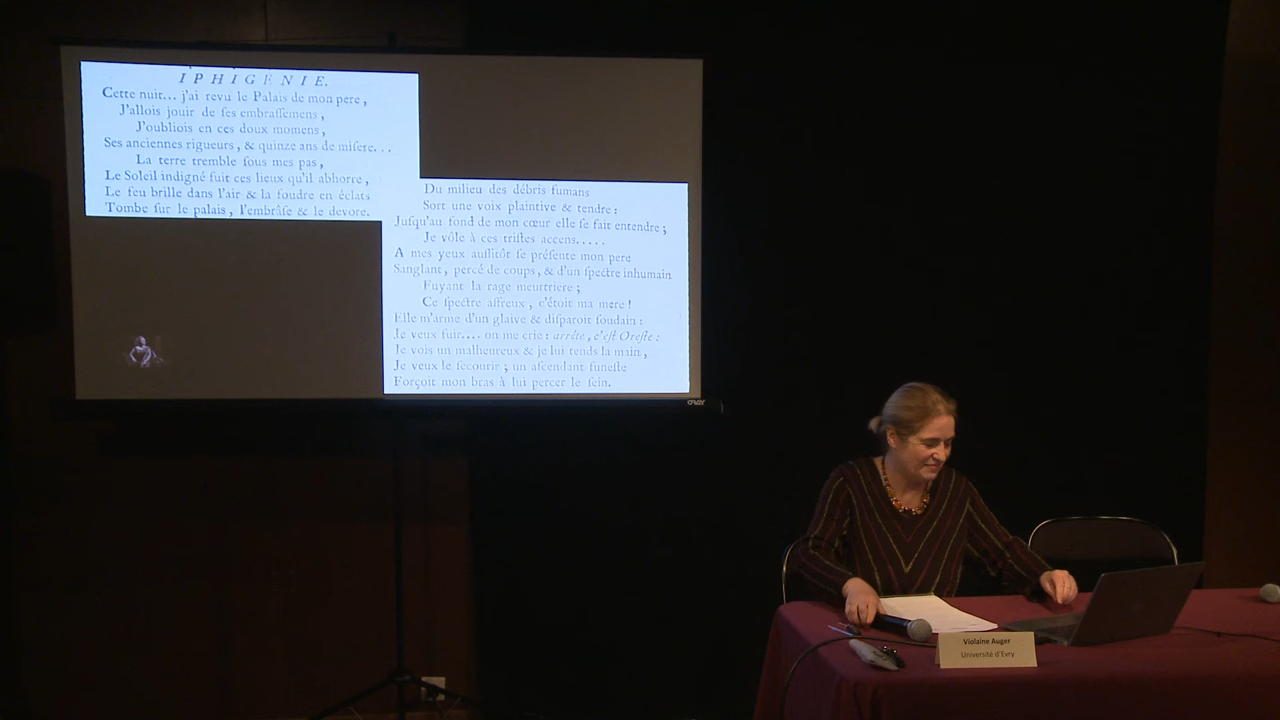 IPHIGENIE.
Cette nuit... j'ai revu le Palais de mon pere,
J'allois jouir de ſes embraſſemens,
J'oubliois en ces doux momens,
Ses anciennes rigueurs, & quinze ans de miſere...
La terre tremble ſous mes pas,
Le Soleil indigné fuit ces lieux qu'il abhorre,
Le feu brille dans l'air & la foudre en éclats
Tombe ſur le palais, l'embrâſe & le devore.
Du milieu des débris fumans
Sort une voix plaintive & tendre :
Juſqu'au fond de mon cœur elle ſe fait entendre ;
Je vôle à ces triſtes accens.....
A mes yeux auſſitôt ſe préſente mon pere
Sanglant, percé de coups, & d'un ſpectre inhumain
Fuyant la rage meurtriere ;
Ce ſpectre affreux, c'étoit ma mere !
Elle m'arme d'un glaive & diſparoit ſoudain :
Je veux fuir.... on me crie : arrête, c'eſt Oreſte :
Je vois un malheureux & je lui tends la main,
Je veux le ſecourir ; un aſcendant funeſte
Forçoit mon bras à lui percer le ſein.
oray
Violaine Auger
Université d'Evry